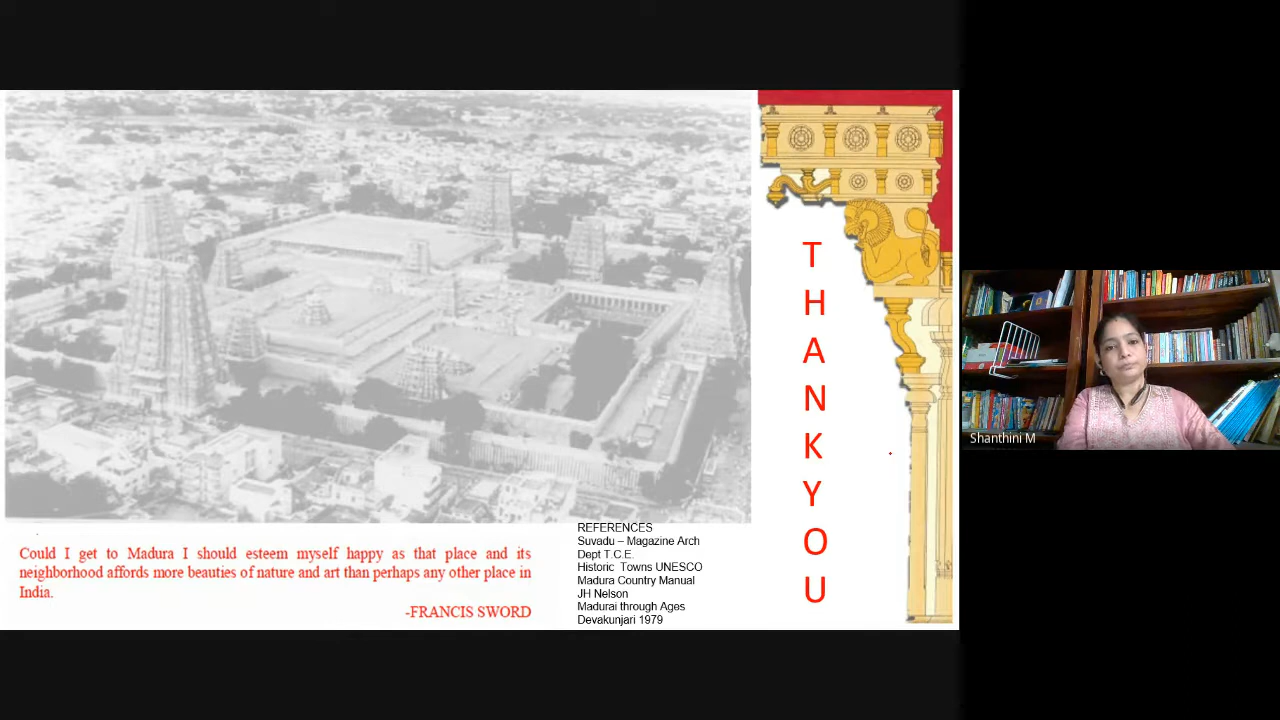 Could I get to Madura I should esteem myself happy as that place and its
neighborhood affords more beauties of nature and art than perhaps any other place in
India.
-FRANCIS SWORD
REFERENCES
Suvadu – Magazine Arch
Dept T.C.E.
Historic Towns UNESCO
Madura Country Manual
JH Nelson
Madurai through Ages
Devakunjari 1979
T
H
A
N
K
Y
O
U
Shanthini M